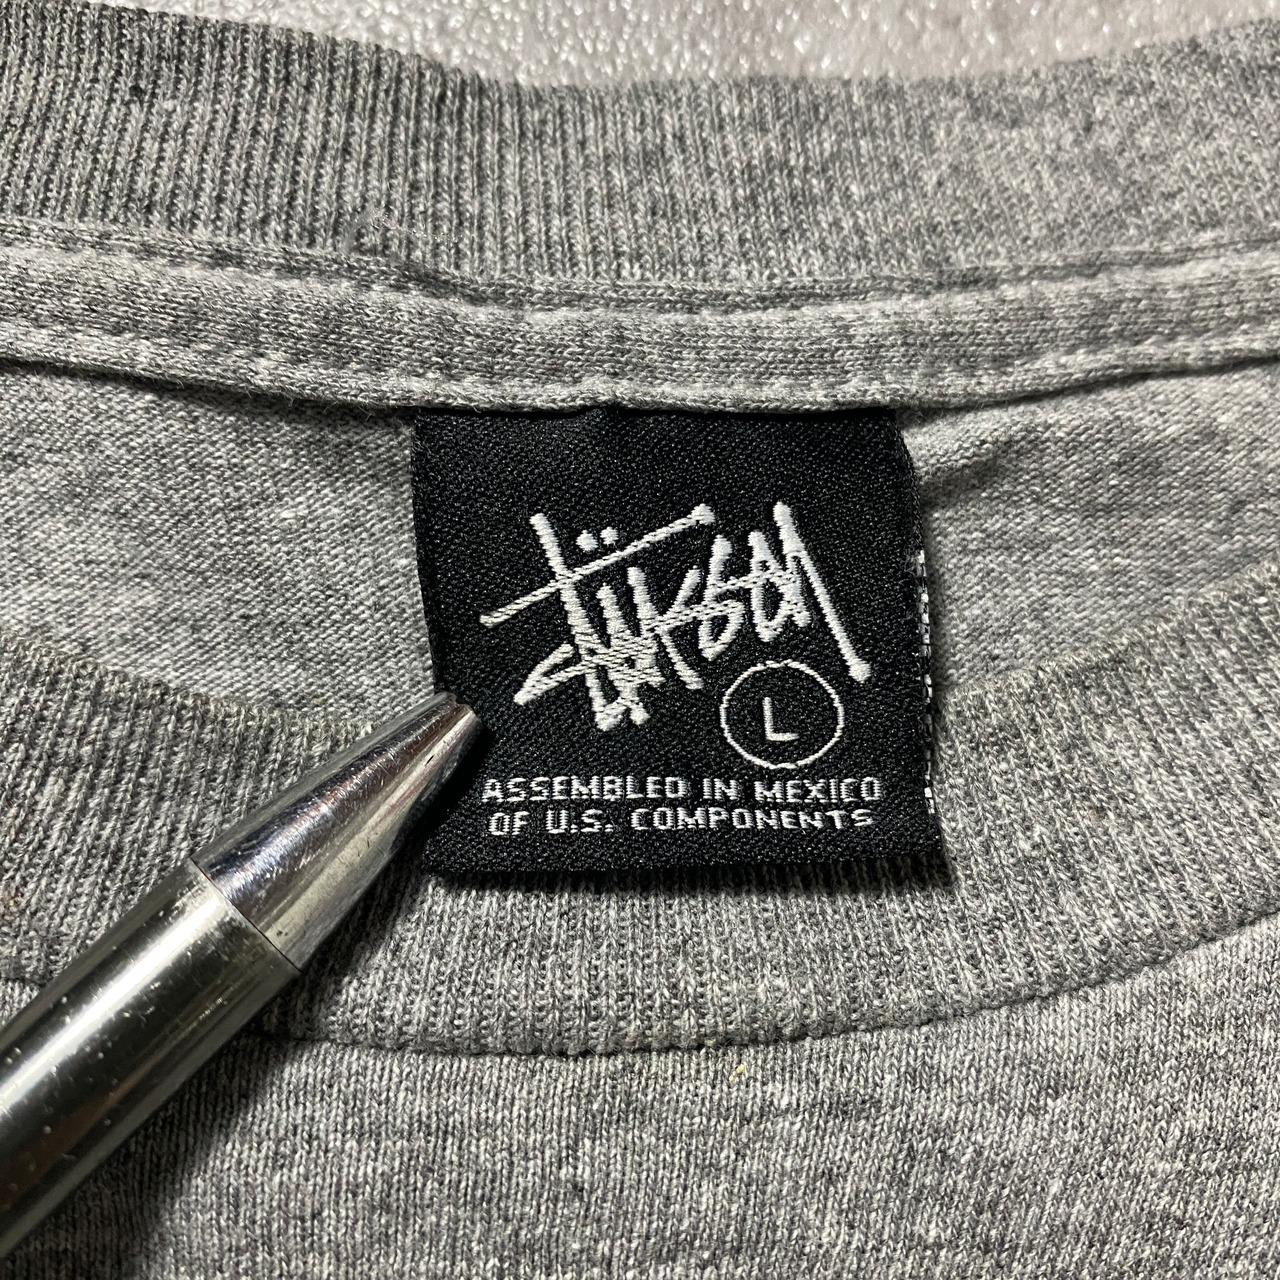 Stüssy
L
ASSEMBLED IN MEXICO
OF U.S. COMPONENTS